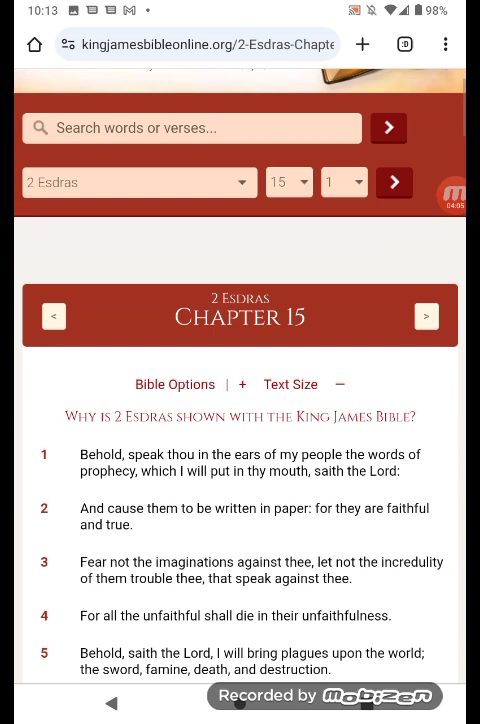 10:13 98%
kingjamesbibleonline.org/2-Esdras-Chapte
Search words or verses...
2 Esdras 15 1
04:05
2 Esdras
Chapter 15
< >
Bible Options | + Text Size —
Why is 2 Esdras shown with the King James Bible?
1 Behold, speak thou in the ears of my people the words of
prophecy, which I will put in thy mouth, saith the Lord:
2 And cause them to be written in paper: for they are faithful
and true.
3 Fear not the imaginations against thee, let not the incredulity
of them trouble thee, that speak against thee.
4 For all the unfaithful shall die in their unfaithfulness.
5 Behold, saith the Lord, I will bring plagues upon the world;
the sword, famine, death, and destruction.
Recorded by mobizen